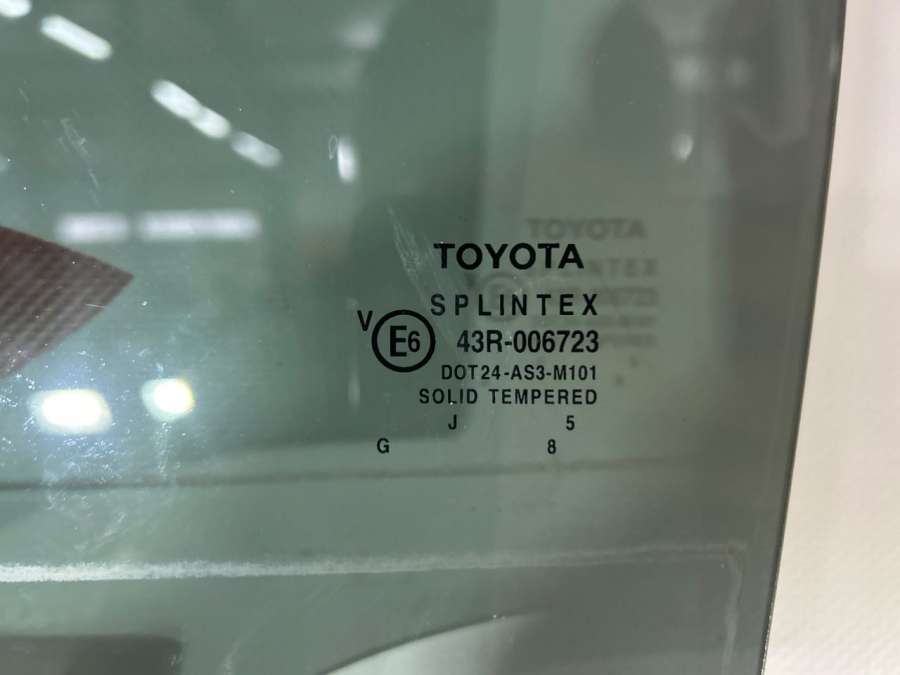 TOYOTA
SPLINTEX
V E6 43R-006723
DOT24-AS3-M101
SOLID TEMPERED
J 5
G 8